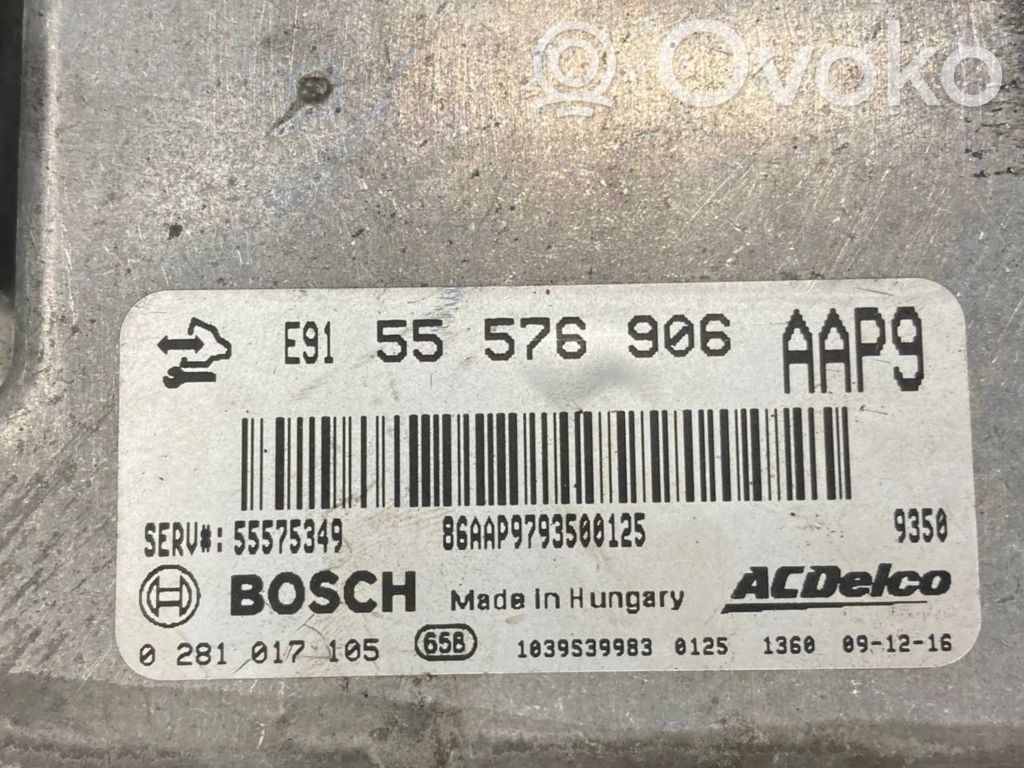 Ovoko
E91 55 576 906 AAP9
SERV#: 55575349 86AAP9793500125 9350
BOSCH Made in Hungary ACDelco
0 281 017 105 658 1039S39983 0125 1360 09-12-16